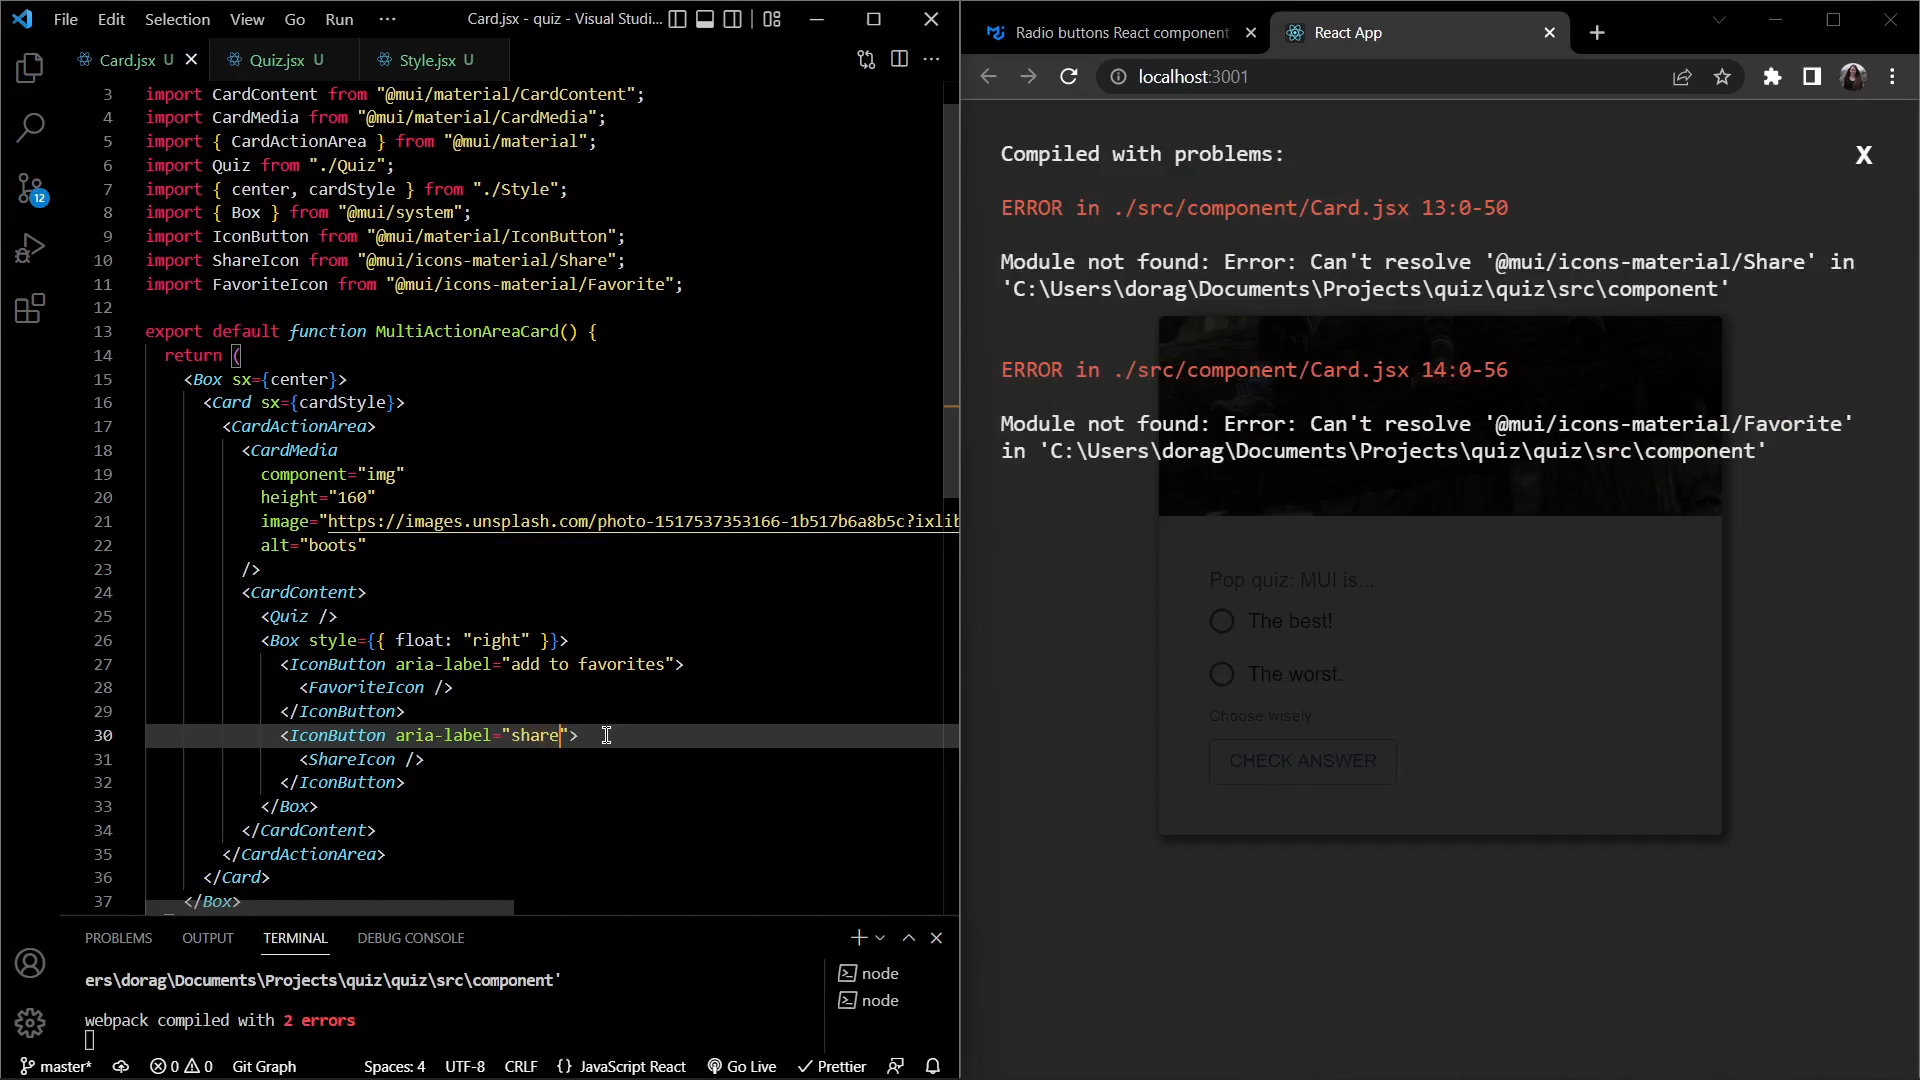 File Edit Selection View Go Run ··· Card.jsx - quiz - Visual Studi...
Card.jsx U Quiz.jsx U Style.jsx U
3 import CardContent from "@mui/material/CardContent";
4 import CardMedia from "@mui/material/CardMedia";
5 import { CardActionArea } from "@mui/material";
6 import Quiz from "./Quiz";
7 import { center, cardStyle } from "./Style";
8 import { Box } from "@mui/system";
9 import IconButton from "@mui/material/IconButton";
10 import ShareIcon from "@mui/icons-material/Share";
11 import FavoriteIcon from "@mui/icons-material/Favorite";
12
13 export default function MultiActionAreaCard() {
14 return (
15 <Box sx={center}>
16 <Card sx={cardStyle}>
17 <CardActionArea>
18 <CardMedia
19 component="img"
20 height="160"
21 image="https://images.unsplash.com/photo-1517537353166-1b517b6a8b5c?ixlib
22 alt="boots"
23 />
24 <CardContent>
25 <Quiz />
26 <Box style={{ float: "right" }}>
27 <IconButton aria-label="add to favorites">
28 <FavoriteIcon />
29 </IconButton>
30 <IconButton aria-label="share">
31 <ShareIcon />
32 </IconButton>
33 </Box>
34 </CardContent>
35 </CardActionArea>
36 </Card>
37 </Box>
12
PROBLEMS OUTPUT TERMINAL DEBUG CONSOLE
ers\dorag\Documents\Projects\quiz\quiz\src\component'
webpack compiled with 2 errors
node
node
master* 0 0 Git Graph Spaces: 4 UTF-8 CRLF {} JavaScript React Go Live Prettier
Radio buttons React component React App
localhost:3001
Compiled with problems: X
ERROR in ./src/component/Card.jsx 13:0-50
Module not found: Error: Can't resolve '@mui/icons-material/Share' in
'C:\Users\dorag\Documents\Projects\quiz\quiz\src\component'
ERROR in ./src/component/Card.jsx 14:0-56
Module not found: Error: Can't resolve '@mui/icons-material/Favorite'
in 'C:\Users\dorag\Documents\Projects\quiz\quiz\src\component'
Pop quiz: MUI is...
The best!
The worst.
Choose wisely
CHECK ANSWER